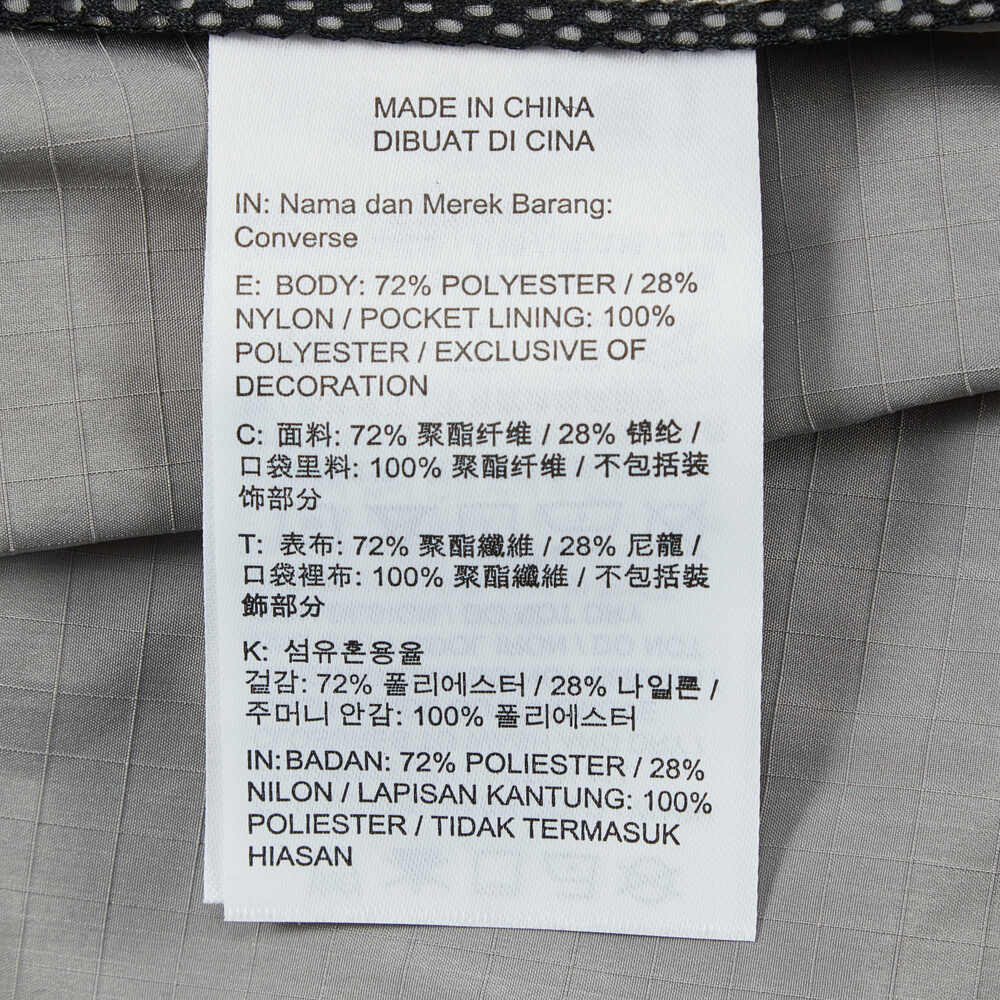 MADE IN CHINA
DIBUAT DI CINA
IN: Nama dan Merek Barang:
Converse
E: BODY: 72% POLYESTER / 28%
NYLON / POCKET LINING: 100%
POLYESTER / EXCLUSIVE OF
DECORATION
C: 面料: 72% 聚酯纤维 / 28% 锦纶 /
口袋里料: 100% 聚酯纤维 / 不包括装
饰部分
T: 表布: 72% 聚酯纖維 / 28% 尼龍 /
口袋裡布: 100% 聚酯纖維 / 不包括裝
飾部分
K: 섬유혼용율
겉감: 72% 폴리에스터 / 28% 나일론 /
주머니 안감: 100% 폴리에스터
IN:BADAN: 72% POLIESTER / 28%
NILON / LAPISAN KANTUNG: 100%
POLIESTER / TIDAK TERMASUK
HIASAN